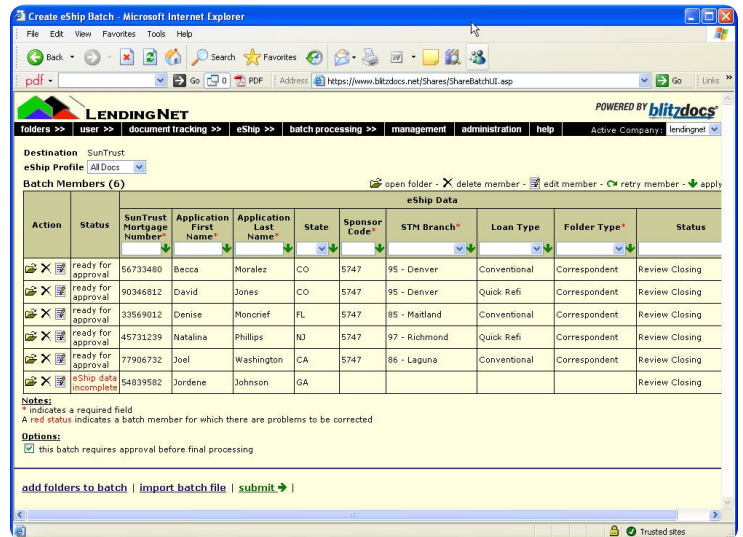 Create eShip Batch - Microsoft Internet Explorer
File Edit View Favorites Tools Help
Back Search Favorites
pdf Go 0 PDF Address https://www.blitzdocs.net/Shares/ShareBatchUI.asp Go Links »
LENDINGNET POWERED BY blitzdocs
folders >> user >> document tracking >> eShip >> batch processing >> management administration help Active Company: lendingnet
Destination SunTrust
eShip Profile All Docs
Batch Members (6) open folder - delete member - edit member - retry member - apply
eShip Data
Action Status SunTrust Mortgage Number* Application First Name* Application Last Name* State Sponsor Code* STM Branch* Loan Type Folder Type* Status
ready for approval 56733480 Becca Moralez CO 5747 95 - Denver Conventional Correspondent Review Closing
ready for approval 90346812 David Jones CO 5747 95 - Denver Quick Refi Correspondent Review Closing
ready for approval 33569012 Denise Moncrief FL 5747 85 - Maitland Conventional Correspondent Review Closing
ready for approval 45731239 Natalina Phillips NJ 5747 97 - Richmond Quick Refi Correspondent Review Closing
ready for approval 77906732 Joel Washington CA 5747 86 - Laguna Conventional Correspondent Review Closing
eShip data incomplete 54839582 Jordene Johnson GA Review Closing
Notes:
* indicates a required field
A red status indicates a batch member for which there are problems to be corrected
Options:
this batch requires approval before final processing
add folders to batch | import batch file | submit |
Trusted sites